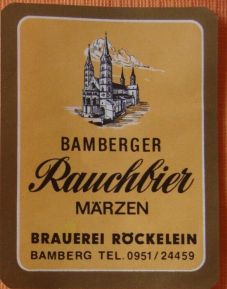 BAMBERGER
Rauchbier
MÄRZEN
BRAUEREI RÖCKELEIN
BAMBERG TEL. 0951/24459